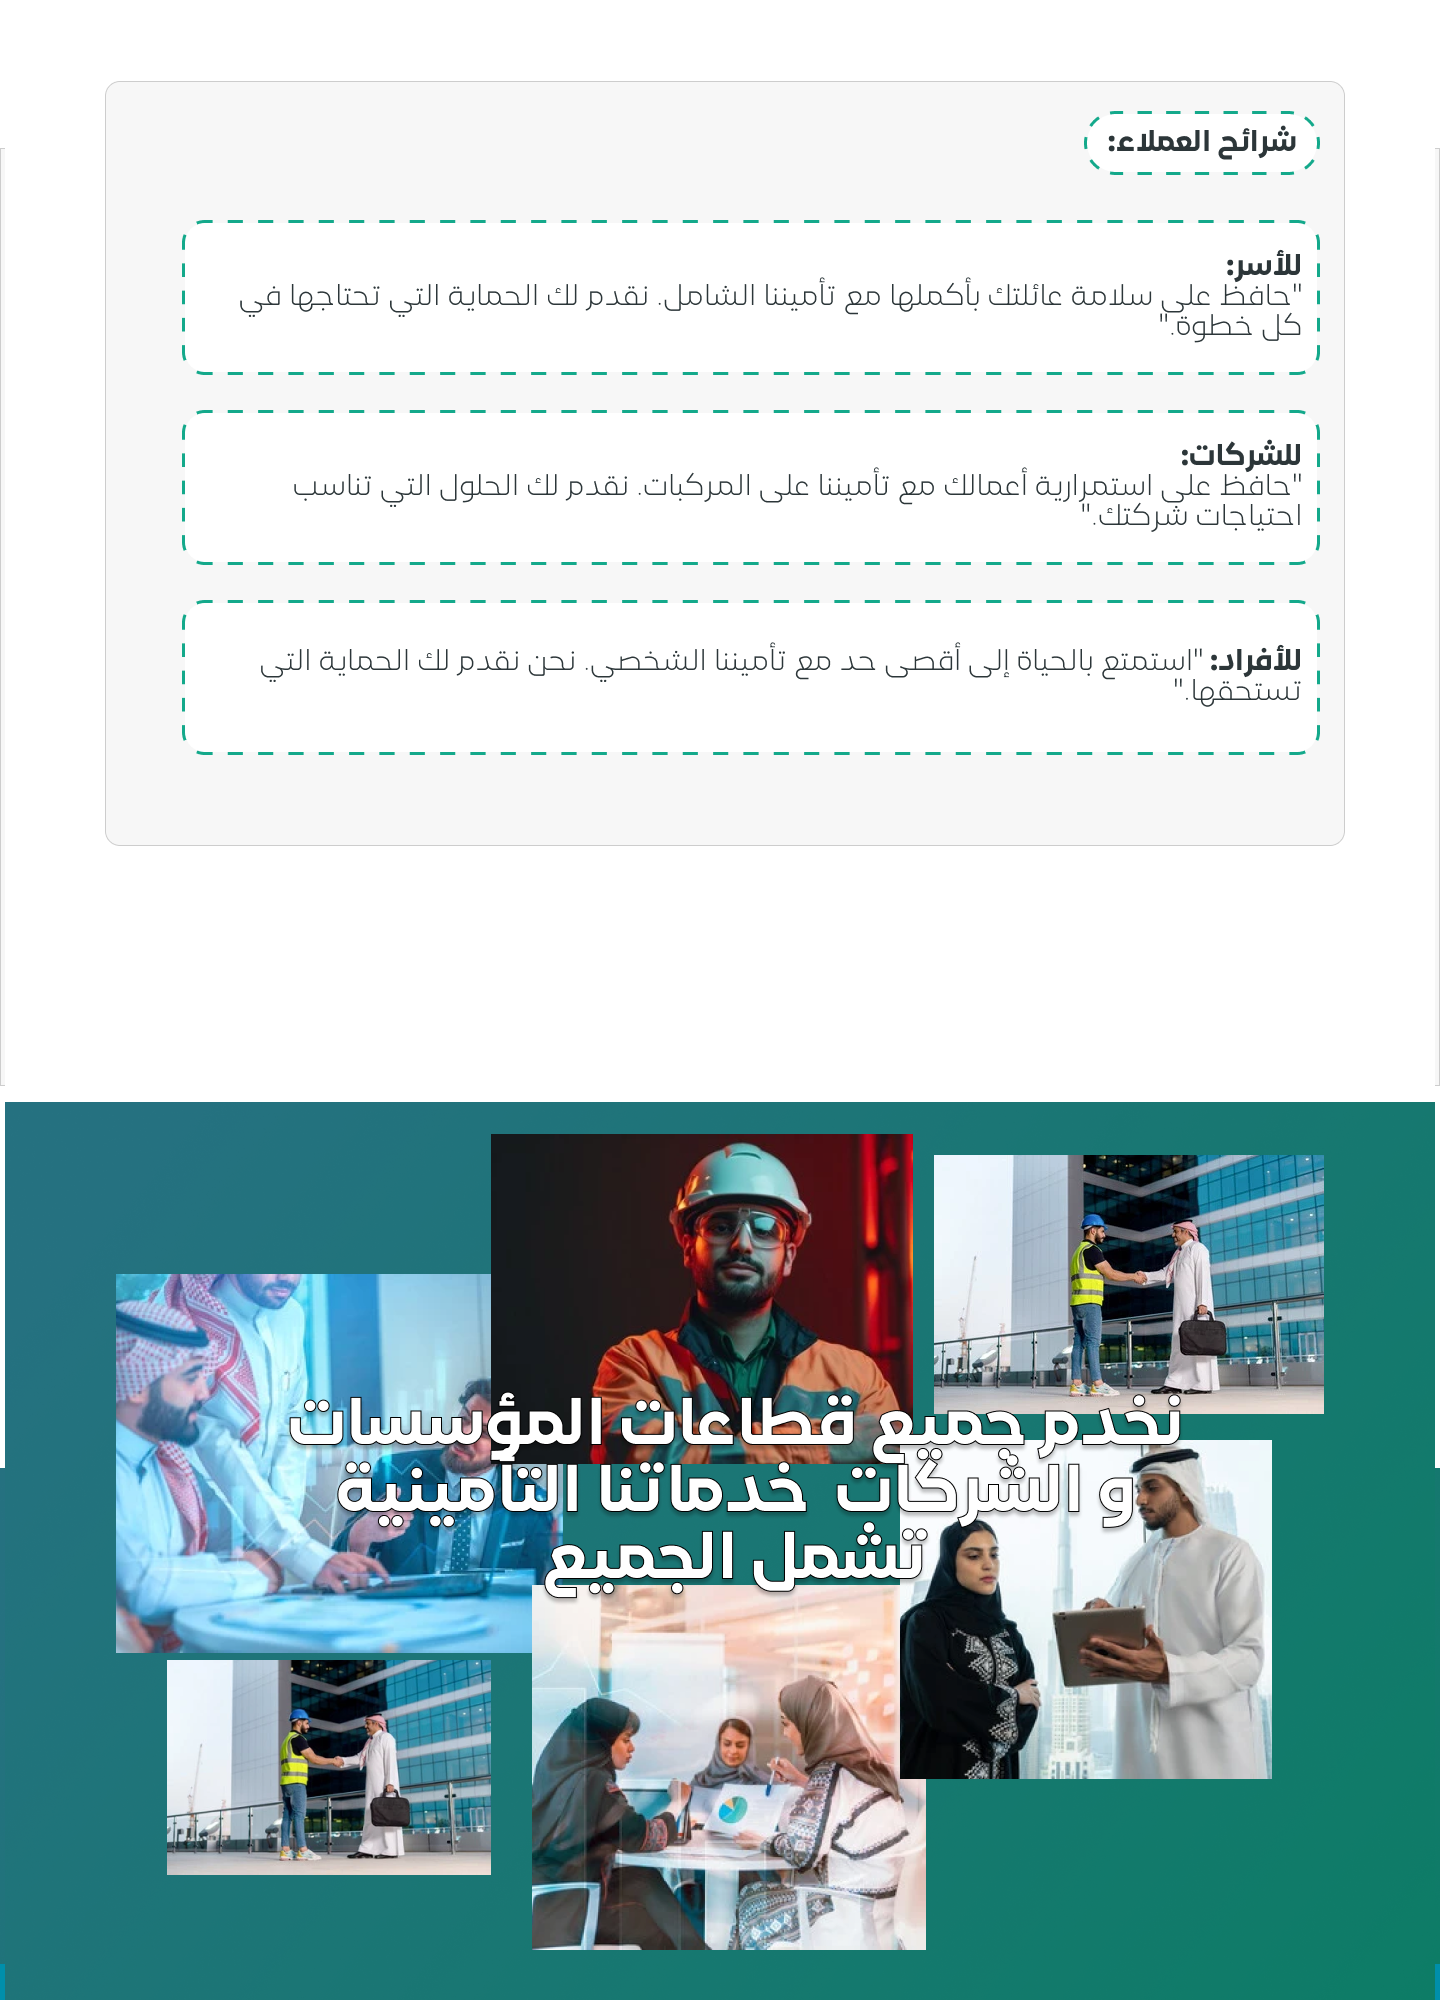 شرائح العملاء:
للأسر:
"حافظ على سلامة عائلتك بأكملها مع تأميننا الشامل. نقدم لك الحماية التي تحتاجها في
كل خطوة."
للشركات:
"حافظ على استمرارية أعمالك مع تأميننا على المركبات. نقدم لك الحلول التي تناسب
احتياجات شركتك."
للأفراد: "استمتع بالحياة إلى أقصى حد مع تأميننا الشخصي. نحن نقدم لك الحماية التي
تستحقها."
نخدم جميع قطاعات المؤسسات
و الشركات خدماتنا التأمينية
تشمل الجميع